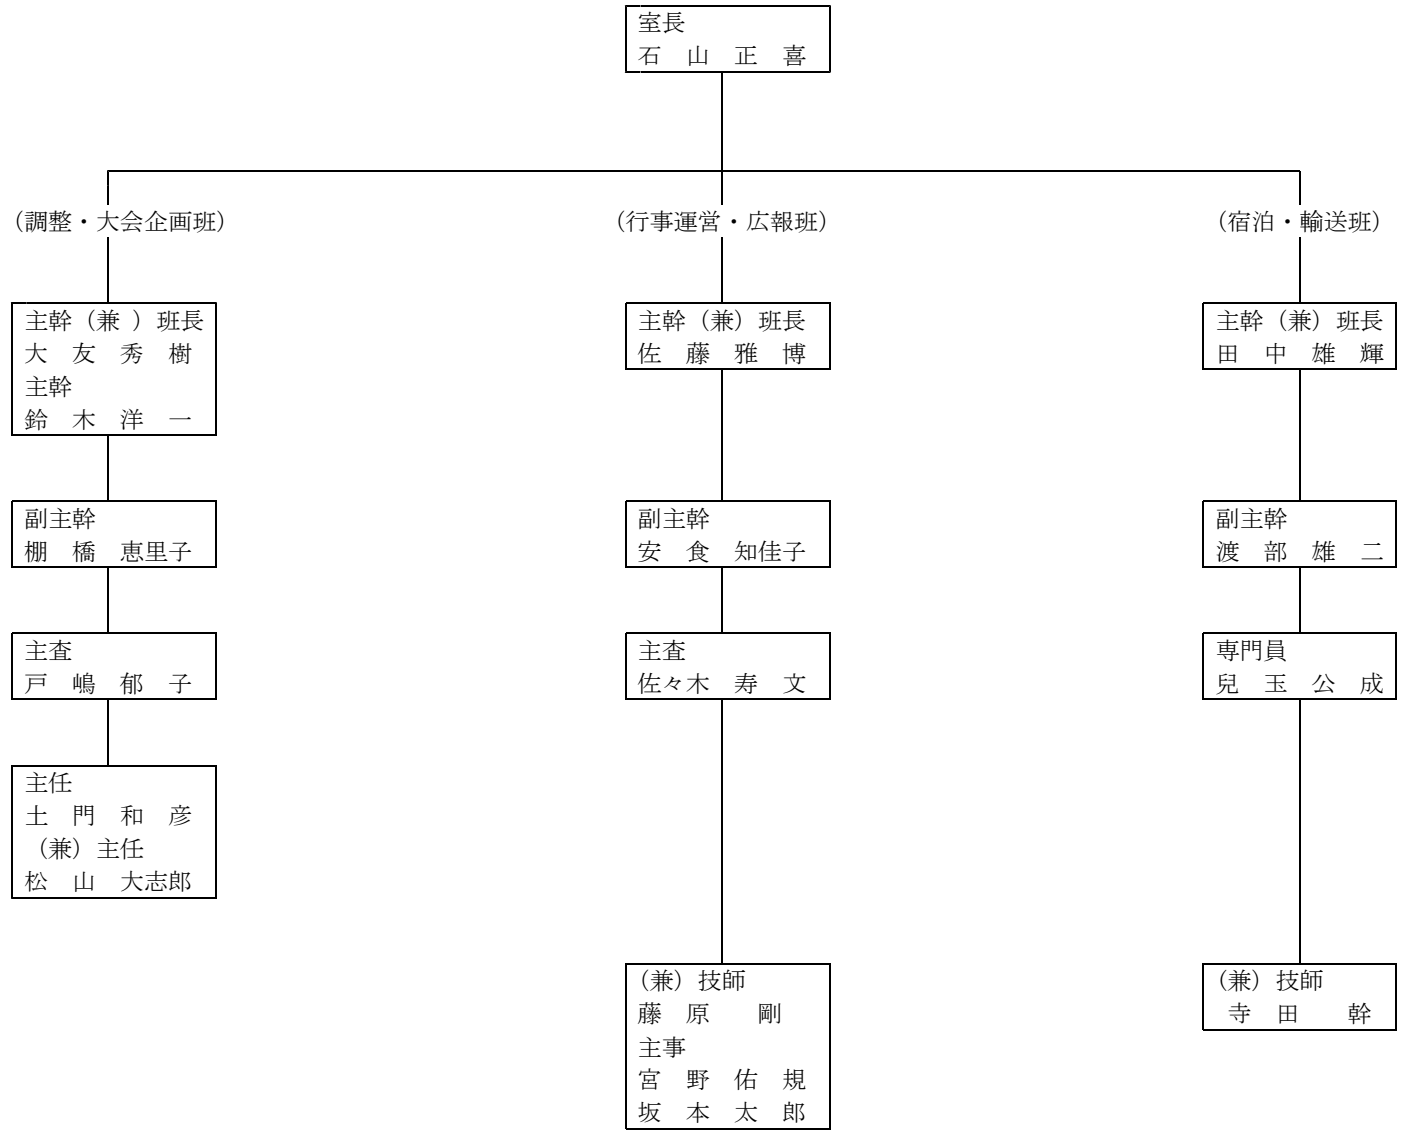 室長
石　山　正　喜
（調整・大会企画班）
主幹（兼 ）班長
大　友　秀　樹
主幹
鈴　木　洋　一
副主幹
棚　橋　恵里子
主査
戸　嶋　郁　子
主任
土　門　和　彦
（兼）主任
松　山　大志郎
（行事運営・広報班）
主幹（兼）班長
佐　藤　雅　博
副主幹
安　食　知佳子
主査
佐々木　寿　文
（兼）技師
藤　原　　剛
主事
宮　野　佑　規
坂　本　太　郎
（宿泊・輸送班）
主幹（兼）班長
田　中　雄　輝
副主幹
渡　部　雄　二
専門員
兒　玉　公　成
（兼）技師
寺　田　　幹